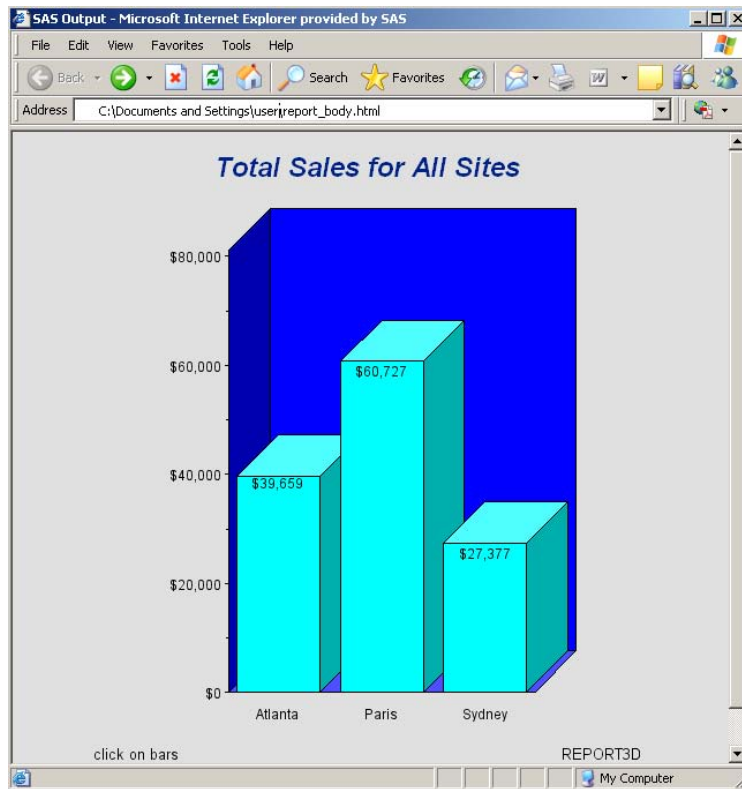 SAS Output - Microsoft Internet Explorer provided by SAS
File Edit View Favorites Tools Help
Back Search Favorites
Address C:\Documents and Settings\user\report_body.html
Total Sales for All Sites
$80,000
$60,000
$60,727
$40,000
$39,659
$27,377
$20,000
$0
Atlanta Paris Sydney
click on bars REPORT3D
My Computer